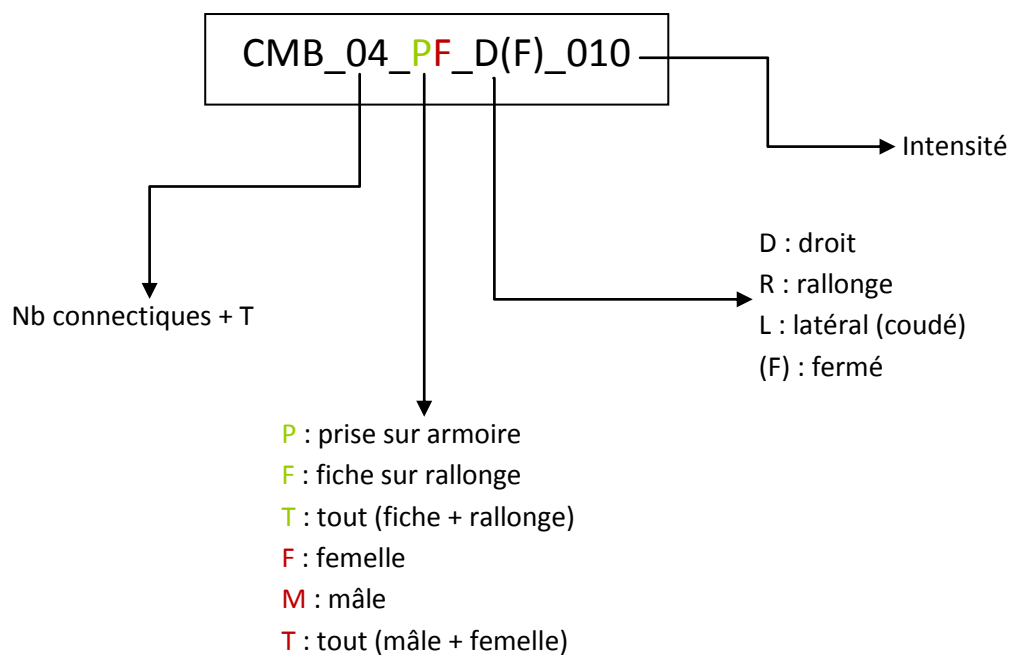 CMB_04_PF_D(F)_010
Intensité
D : droit
R : rallonge
L : latéral (coudé)
(F) : fermé
Nb connectiques + T
P : prise sur armoire
F : fiche sur rallonge
T : tout (fiche + rallonge)
F : femelle
M : mâle
T : tout (mâle + femelle)